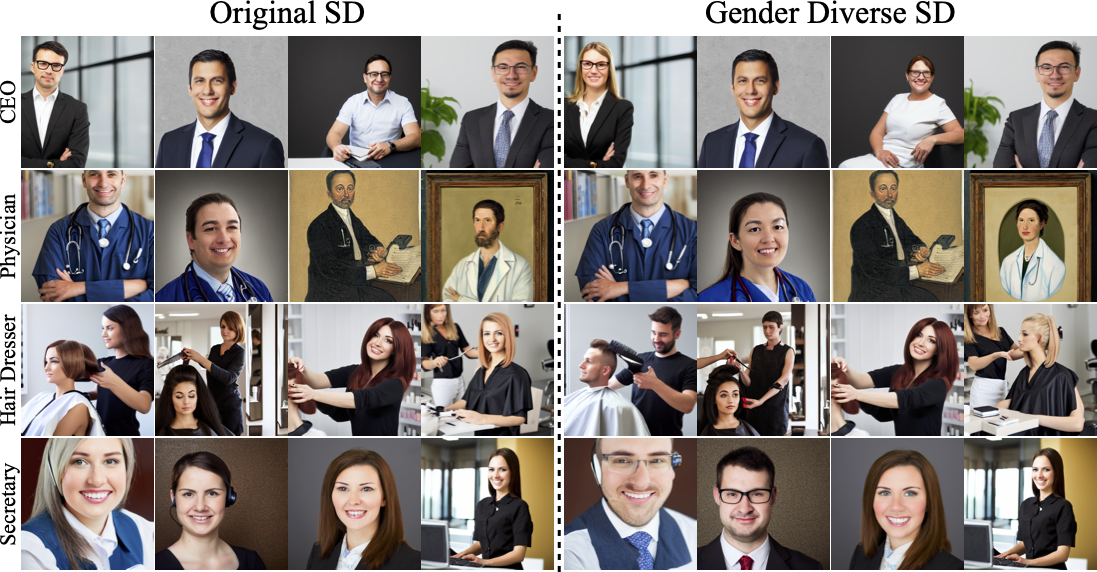 Original SD
Gender Diverse SD
CEO
Physician
Hair Dresser
Secretary